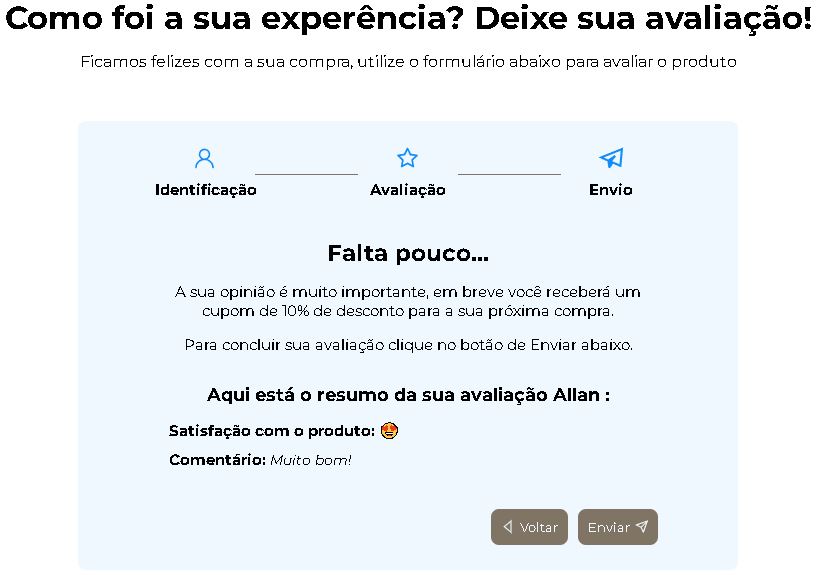 Como foi a sua experência? Deixe sua avaliação!
Ficamos felizes com a sua compra, utilize o formulário abaixo para avaliar o produto
Identificação
Avaliação
Envio
Falta pouco...
A sua opinião é muito importante, em breve você receberá um
cupom de 10% de desconto para a sua próxima compra.
Para concluir sua avaliação clique no botão de Enviar abaixo.
Aqui está o resumo da sua avaliação Allan :
Satisfação com o produto: 😍
Comentário: Muito bom!
Voltar
Enviar